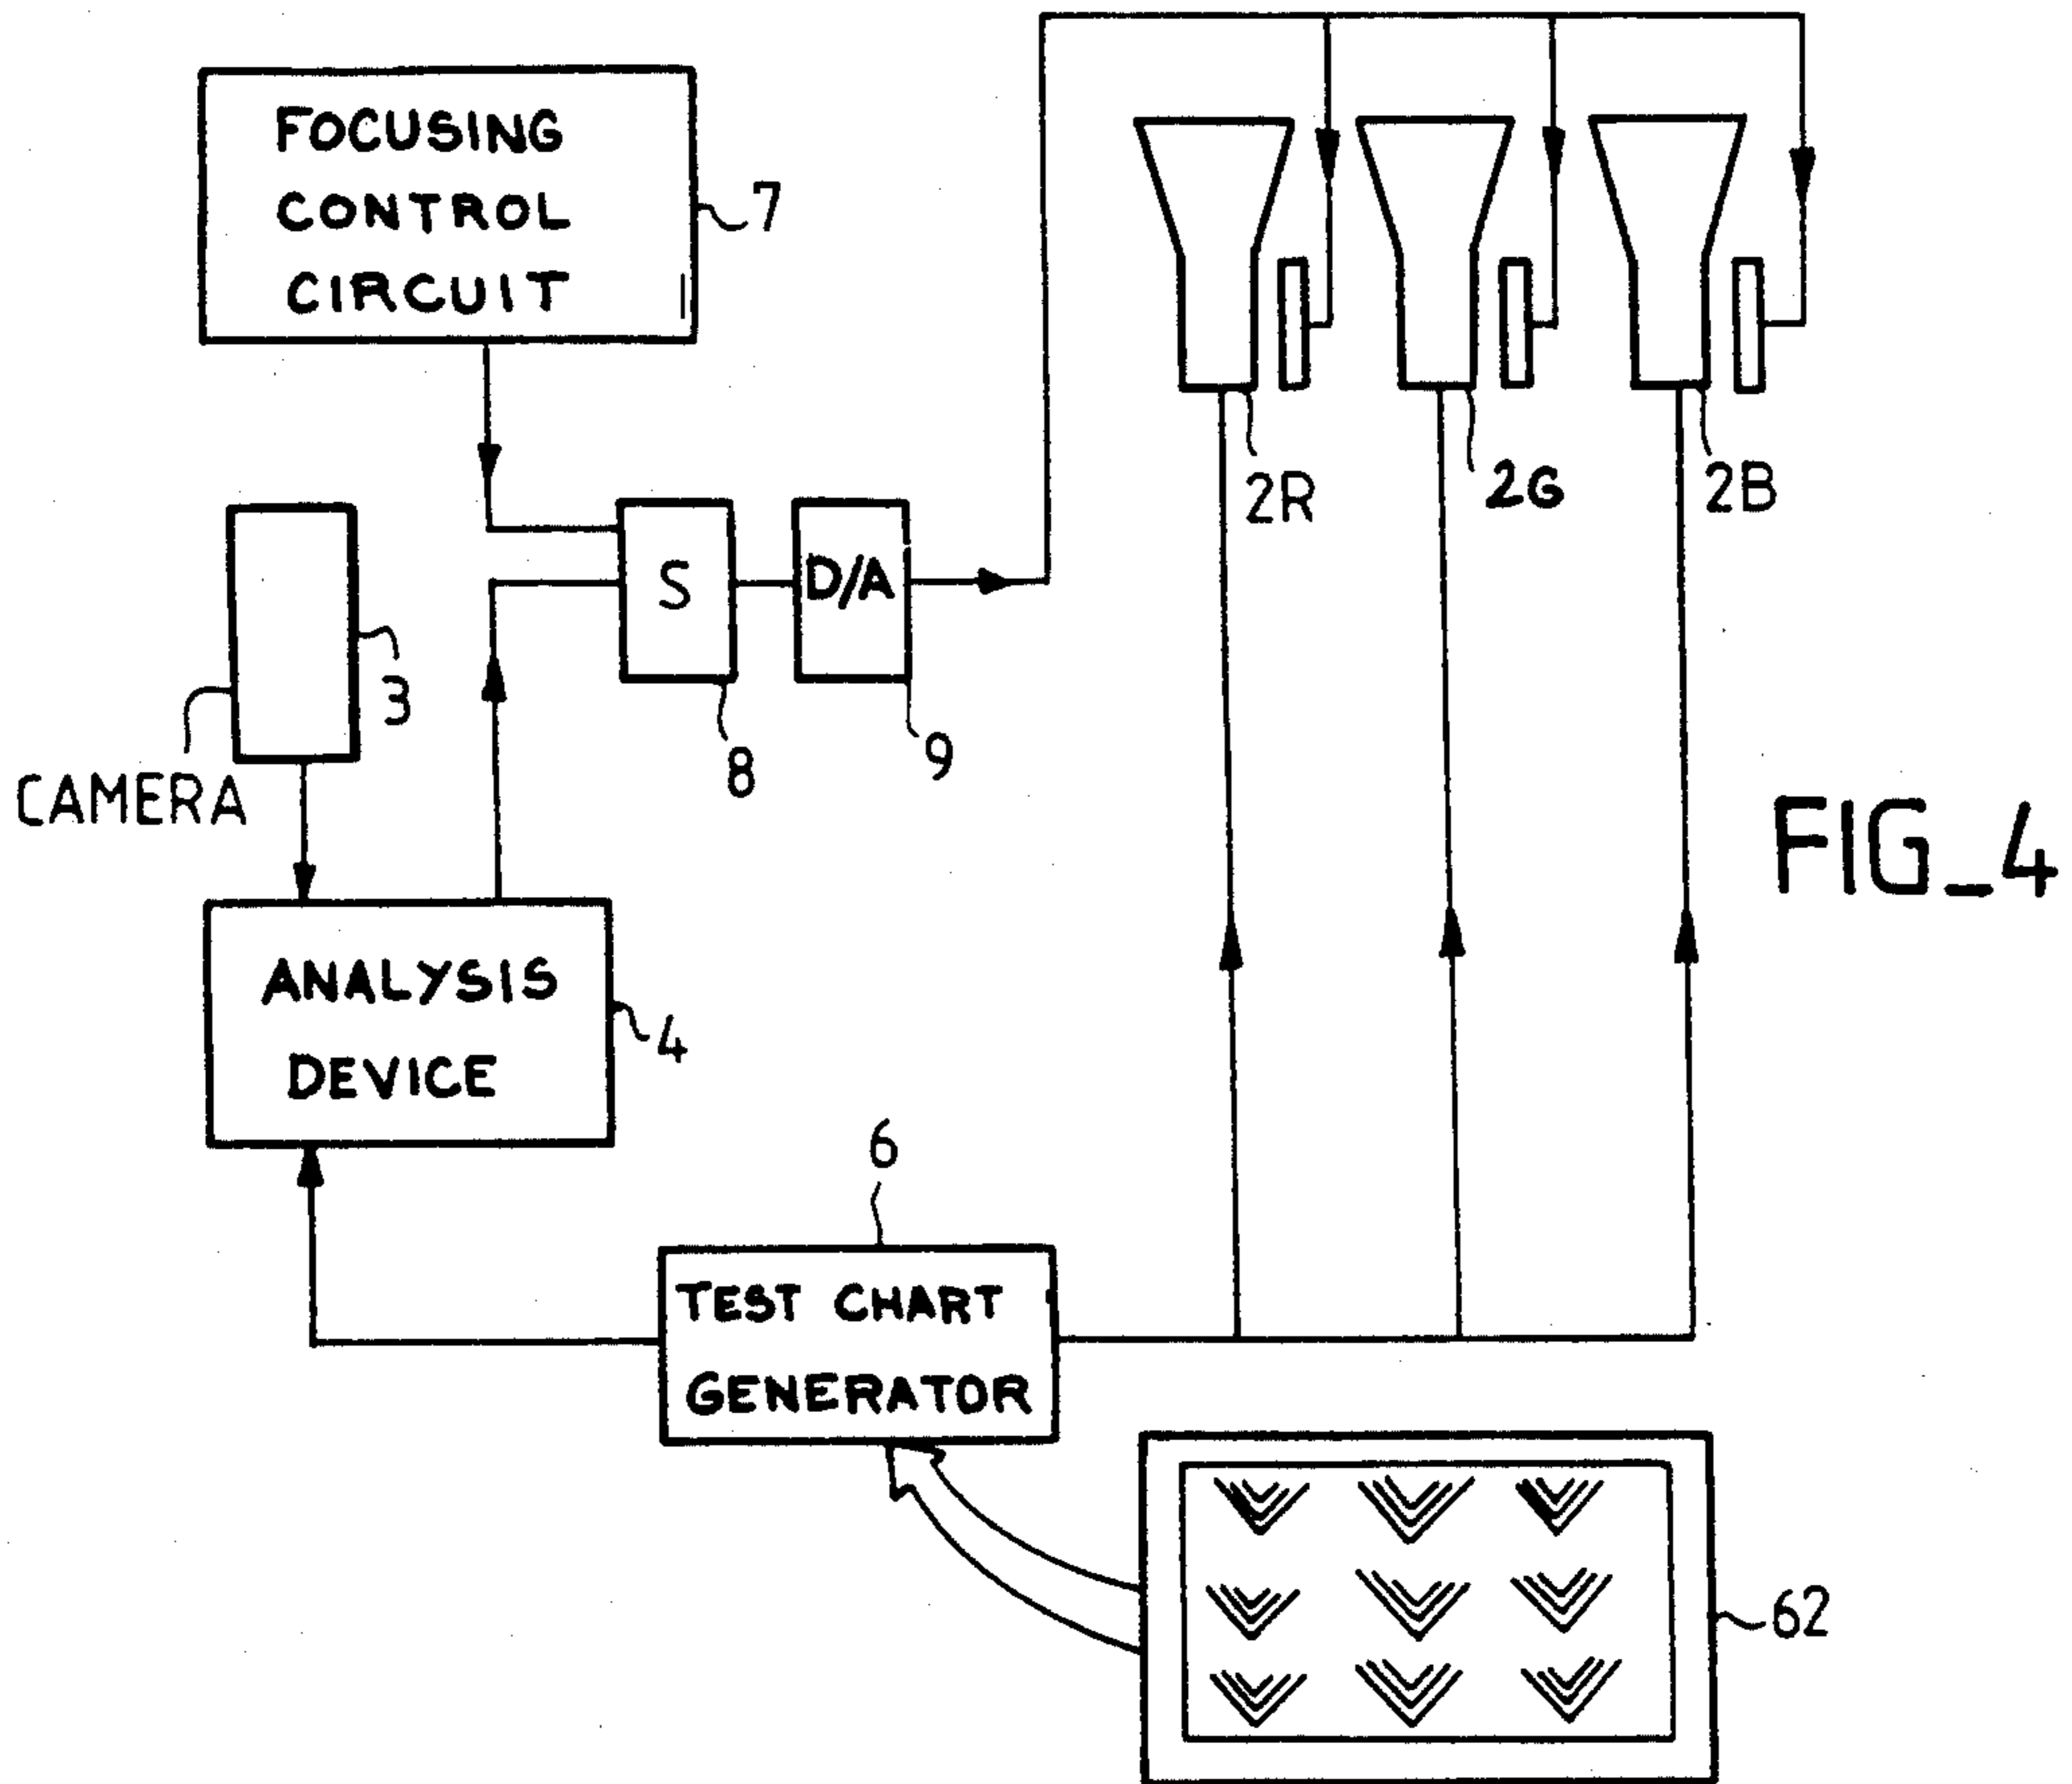 FOCUSING
CONTROL
CIRCUIT
7
2R
2G
2B
S
D/A
3
8
9
CAMERA
FIG_4
ANALYSIS
DEVICE
4
6
TEST CHART
GENERATOR
62